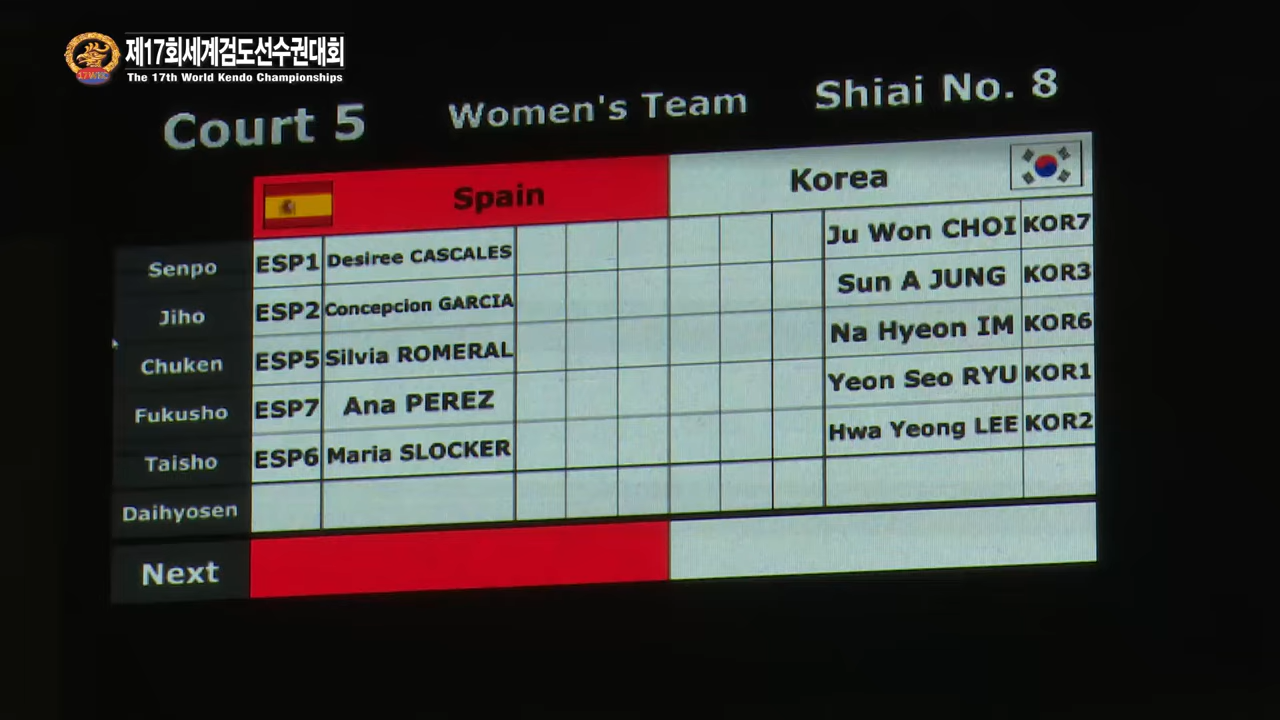 제17회세계검도선수권대회
17 WKC
The 17th World Kendo Championships
Court 5 Women's Team Shiai No. 8
Spain Korea
Senpo ESP1 Desiree CASCALES Ju Won CHOI KOR7
Jiho ESP2 Concepcion GARCIA Sun A JUNG KOR3
Chuken ESP5 Silvia ROMERAL Na Hyeon IM KOR6
Fukusho ESP7 Ana PEREZ Yeon Seo RYU KOR1
Taisho ESP6 Maria SLOCKER Hwa Yeong LEE KOR2
Daihyosen
Next